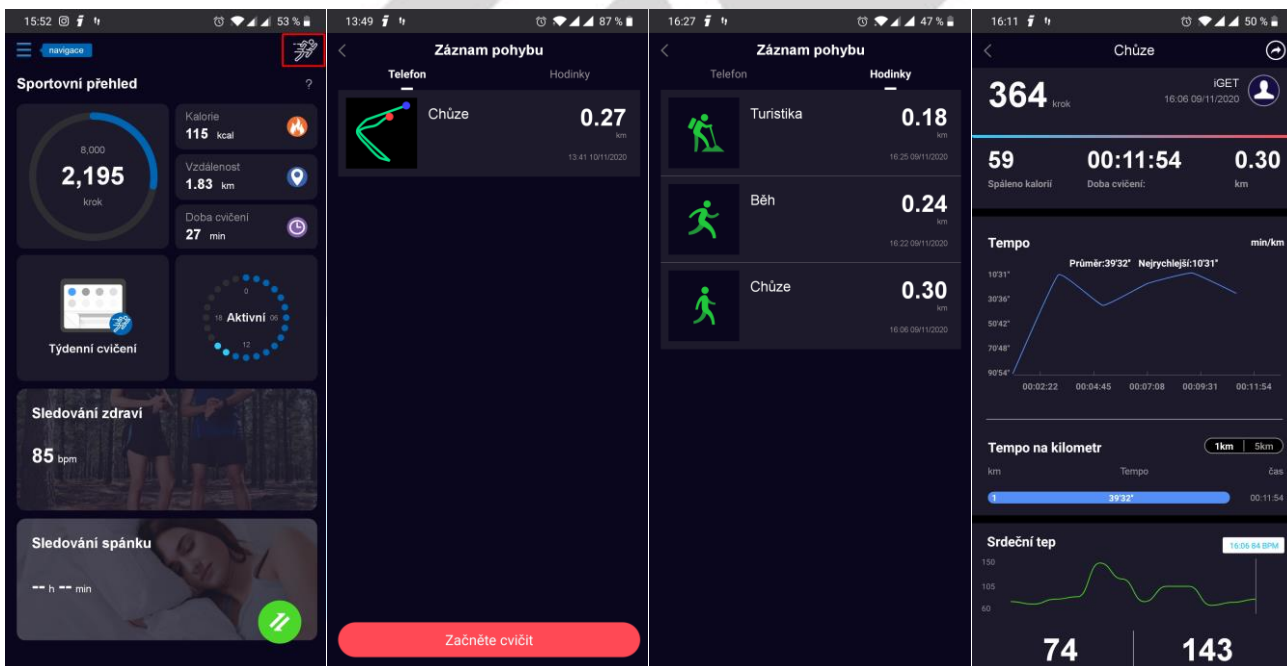 15:52
53 %
navigace
Sportovní přehled
?
8,000
2,195
krok
Kalorie
115 kcal
Vzdálenost
1.83 km
Doba cvičení
27 min
Týdenní cvičení
0
18 Aktivní 06
12
Sledování zdraví
85 bpm
Sledování spánku
-- h -- min
13:49
87 %
Záznam pohybu
Telefon
Hodinky
Chůze
0.27
km
13:41 10/11/2020
Začněte cvičit
16:27
47 %
Záznam pohybu
Telefon
Hodinky
Turistika
0.18
km
16:25 09/11/2020
Běh
0.24
km
16:22 09/11/2020
Chůze
0.30
km
16:06 09/11/2020
16:11
50 %
Chůze
364 krok
iGET
16:06 09/11/2020
59 00:11:54 0.30
Spáleno kalorií Doba cvičení: km
Tempo min/km
Průměr:39'32" Nejrychlejší:10'31"
10'31"
30'36"
50'42"
70'48"
90'54"
00:02:22 00:04:45 00:07:08 00:09:31 00:11:54
Tempo na kilometr 1km 5km
km Tempo čas
1 39'32" 00:11:54
Srdeční tep
16:06 84 BPM
150
105
60
74 143